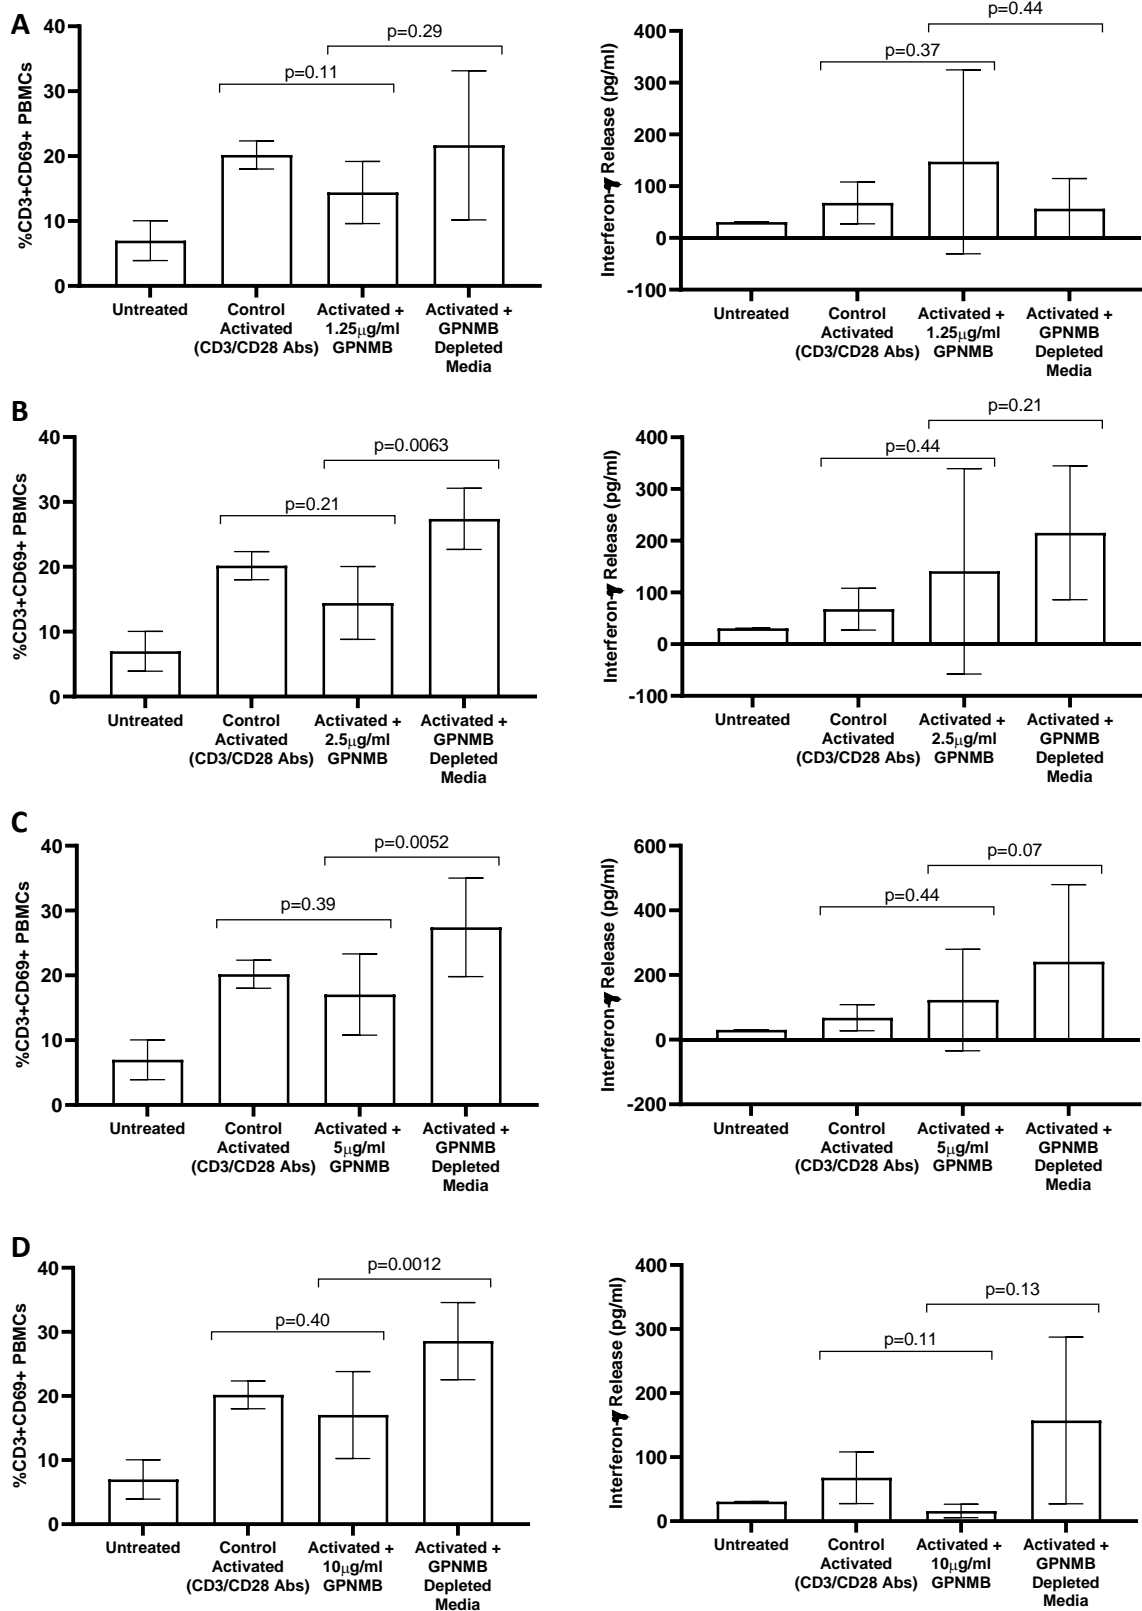 A
%CD3+CD69+ PBMCs
40
30
20
10
0
p=0.29
p=0.11
Untreated
Control
Activated
(CD3/CD28 Abs)
Activated +
1.25μg/ml
GPNMB
Activated +
GPNMB
Depleted
Media
Interferon-γ Release (pg/ml)
400
300
200
100
0
-100
p=0.44
p=0.37
Untreated
Control
Activated
(CD3/CD28 Abs)
Activated +
1.25μg/ml
GPNMB
Activated +
GPNMB
Depleted
Media
B
%CD3+CD69+ PBMCs
40
30
20
10
0
p=0.0063
p=0.21
Untreated
Control
Activated
(CD3/CD28 Abs)
Activated +
2.5μg/ml
GPNMB
Activated +
GPNMB
Depleted
Media
Interferon-γ Release (pg/ml)
400
300
200
100
0
-100
p=0.21
p=0.44
Untreated
Control
Activated
(CD3/CD28 Abs)
Activated +
2.5μg/ml
GPNMB
Activated +
GPNMB
Depleted
Media
C
%CD3+CD69+ PBMCs
40
30
20
10
0
p=0.0052
p=0.39
Untreated
Control
Activated
(CD3/CD28 Abs)
Activated +
5μg/ml
GPNMB
Activated +
GPNMB
Depleted
Media
Interferon-γ Release (pg/ml)
600
400
200
0
-200
p=0.07
p=0.44
Untreated
Control
Activated
(CD3/CD28 Abs)
Activated +
5μg/ml
GPNMB
Activated +
GPNMB
Depleted
Media
D
%CD3+CD69+ PBMCs
40
30
20
10
0
p=0.0012
p=0.40
Untreated
Control
Activated
(CD3/CD28 Abs)
Activated +
10μg/ml
GPNMB
Activated +
GPNMB
Depleted
Media
Interferon-γ Release (pg/ml)
400
300
200
100
0
p=0.13
p=0.11
Untreated
Control
Activated
(CD3/CD28 Abs)
Activated +
10μg/ml
GPNMB
Activated +
GPNMB
Depleted
Media